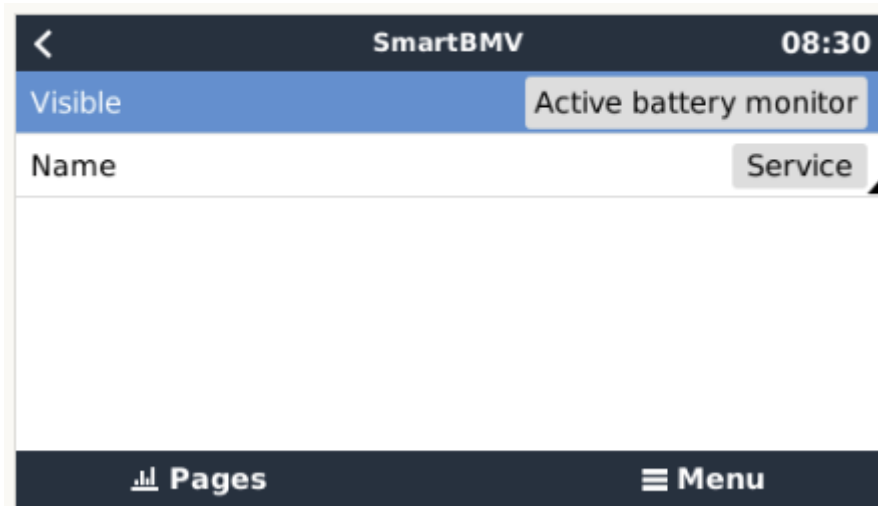 SmartBMV 08:30
Visible Active battery monitor
Name Service
Pages Menu